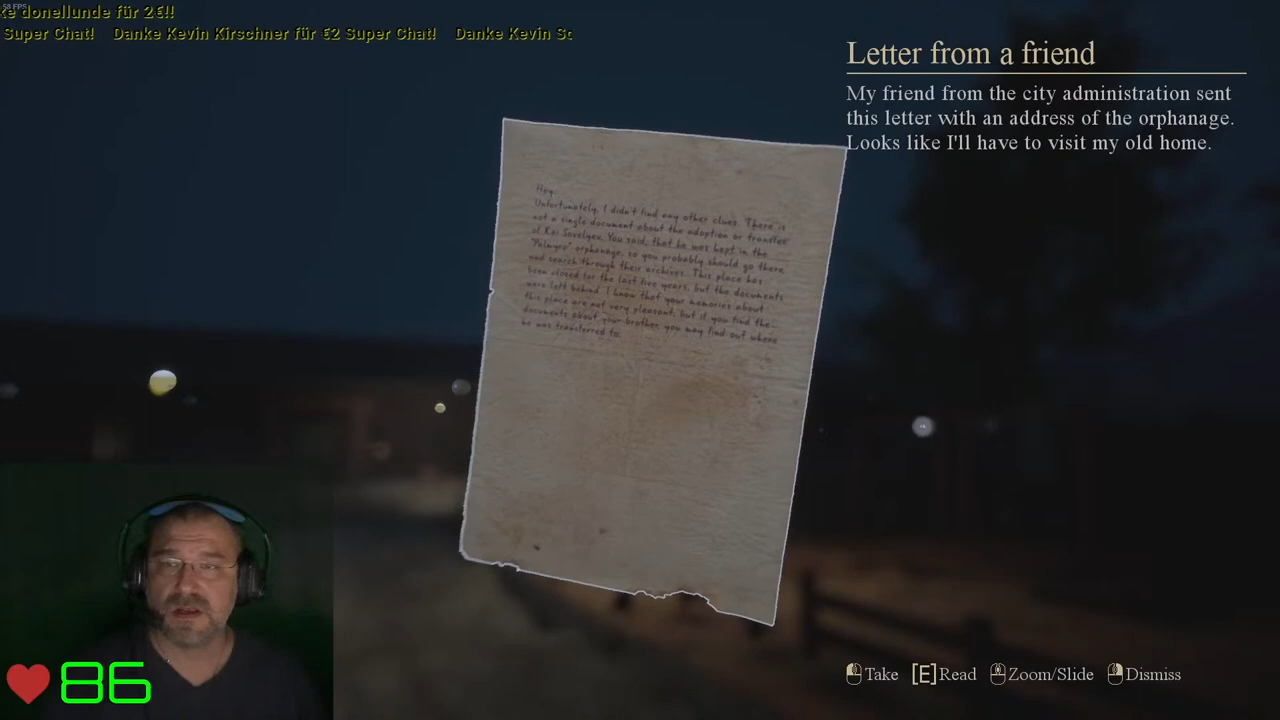 58 FPS
ke donellunde für 2€!!
Super Chat! Danke Kevin Kirschner für €2 Super Chat! Danke Kevin Sc
Letter from a friend
My friend from the city administration sent
this letter with an address of the orphanage.
Looks like I'll have to visit my old home.
Hey.
Unfortunately, I didn't find any other clues. There is
not a single document about the adoption or transfer
of Kai Savelyev. You said, that he was kept in the
"Palmyra" orphanage, so you probably should go there
and search through their archives. This place has
been closed for the last five years, but the documents
were left behind. I know that your memories about
this place are not very pleasant, but if you find the
documents about your brother, you may find out where
he was transferred to.
86
Take [E]Read Zoom/Slide Dismiss